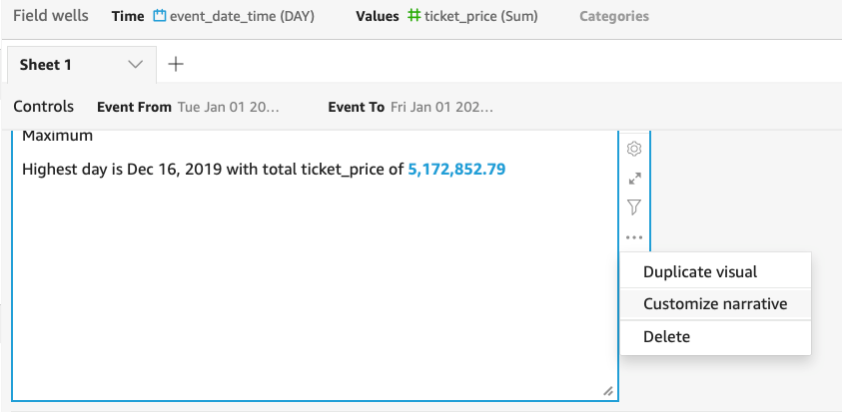 Field wells Time event_date_time (DAY) Values # ticket_price (Sum) Categories
Sheet 1 +
Controls Event From Tue Jan 01 20... Event To Fri Jan 01 202...
Maximum
Highest day is Dec 16, 2019 with total ticket_price of 5,172,852.79
Duplicate visual
Customize narrative
Delete